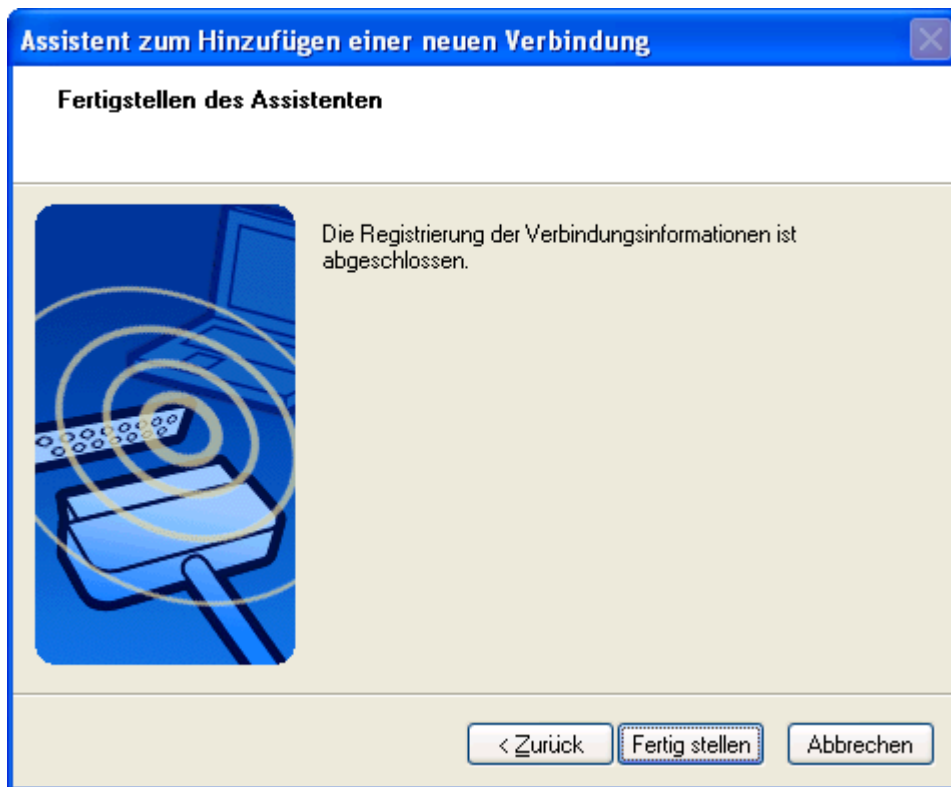 Assistent zum Hinzufügen einer neuen Verbindung
Fertigstellen des Assistenten
Die Registrierung der Verbindungsinformationen ist
abgeschlossen.
< Zurück
Fertig stellen
Abbrechen